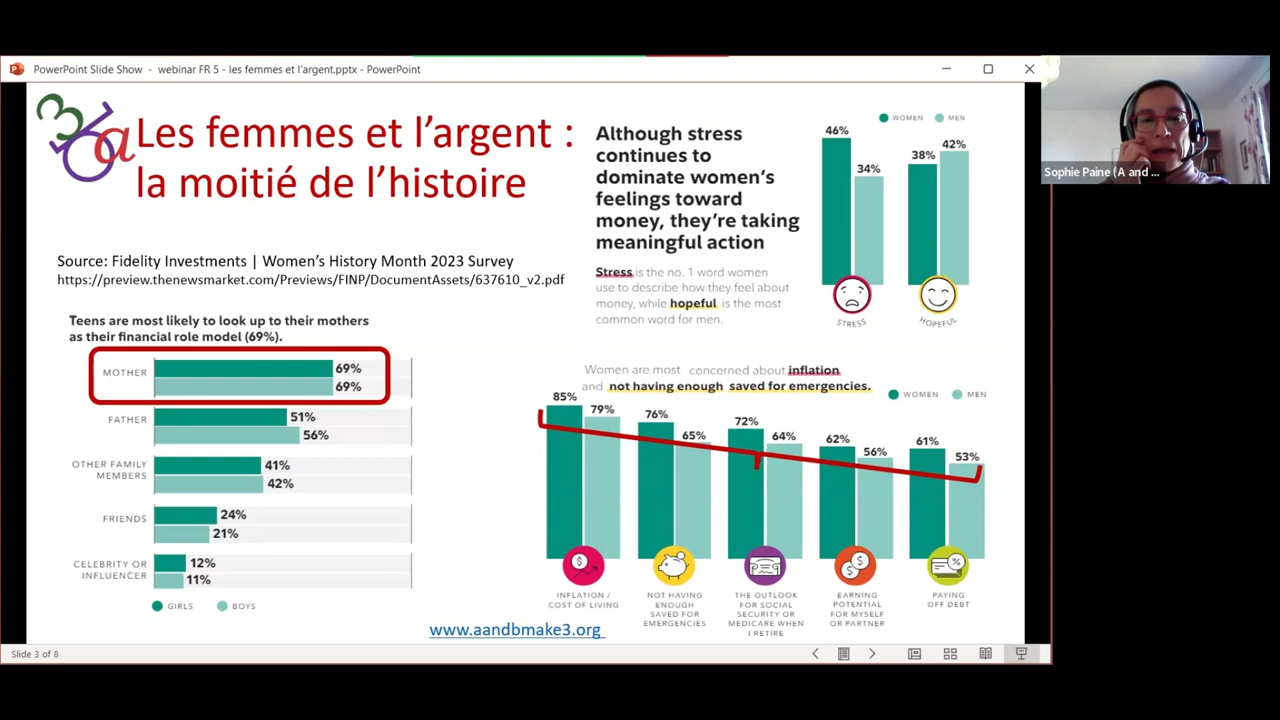 PowerPoint Slide Show - webinar FR 5 - les femmes et l'argent.pptx - PowerPoint
361a
Les femmes et l'argent :
la moitié de l'histoire
Source: Fidelity Investments | Women's History Month 2023 Survey
https://preview.thenewsmarket.com/Previews/FINP/DocumentAssets/637610_v2.pdf
Teens are most likely to look up to their mothers
as their financial role model (69%).
MOTHER
69%
69%
FATHER
51%
56%
OTHER FAMILY
MEMBERS
41%
42%
FRIENDS
24%
21%
CELEBRITY OR
INFLUENCER
12%
11%
GIRLS BOYS
Although stress
continues to
dominate women's
feelings toward
money, they're taking
meaningful action
Stress is the no. 1 word women
use to describe how they feel about
money, while hopeful is the most
common word for men.
WOMEN MEN
46%
34%
38%
42%
STRESS
HOPEFUL
Women are most concerned about inflation
and not having enough saved for emergencies.
WOMEN MEN
85% 79% 76% 65% 72% 64% 62% 56% 61% 53%
INFLATION /
COST OF LIVING
NOT HAVING
ENOUGH
SAVED FOR
EMERGENCIES
THE OUTLOOK
FOR SOCIAL
SECURITY OR
MEDICARE WHEN
I RETIRE
EARNING
POTENTIAL
FOR MYSELF
OR PARTNER
PAYING
OFF DEBT
www.aandbmake3.org
Slide 3 of 8
Sophie Paine (A and ...